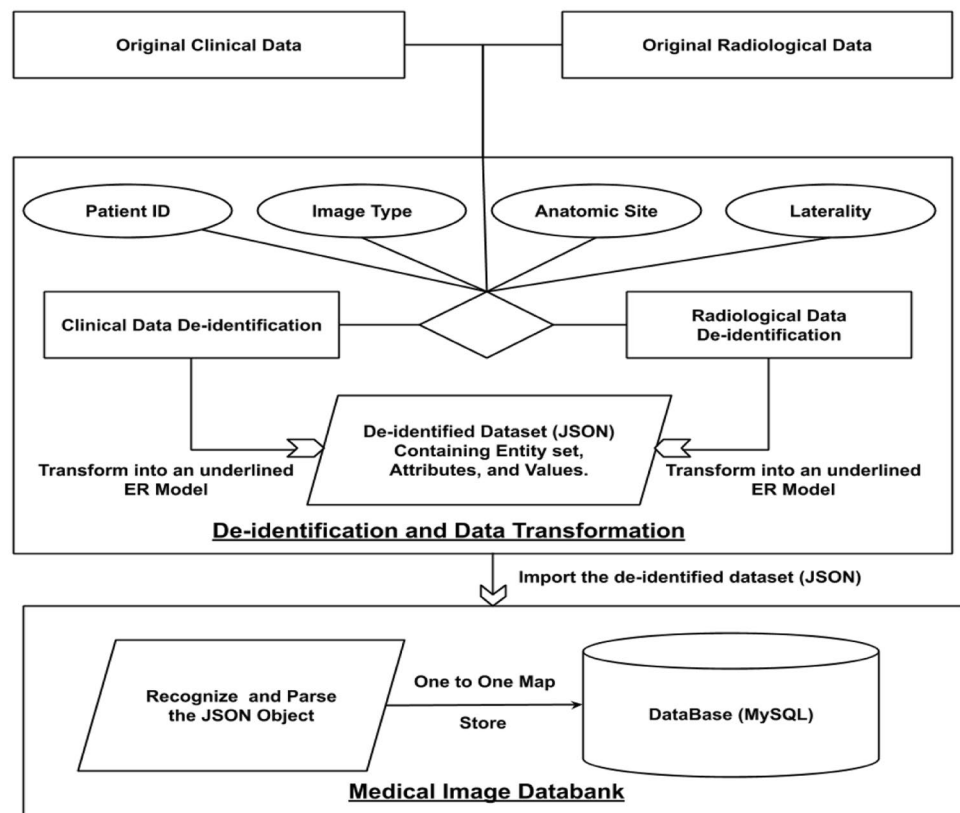 Original Clinical Data
Original Radiological Data
Patient ID
Image Type
Anatomic Site
Laterality
Clinical Data De-identification
Radiological Data
De-identification
De-identified Dataset (JSON)
Containing Entity set,
Attributes, and Values.
Transform into an underlined
ER Model
Transform into an underlined
ER Model
De-identification and Data Transformation
Import the de-identified dataset (JSON)
Recognize and Parse
the JSON Object
One to One Map
Store
DataBase (MySQL)
Medical Image Databank